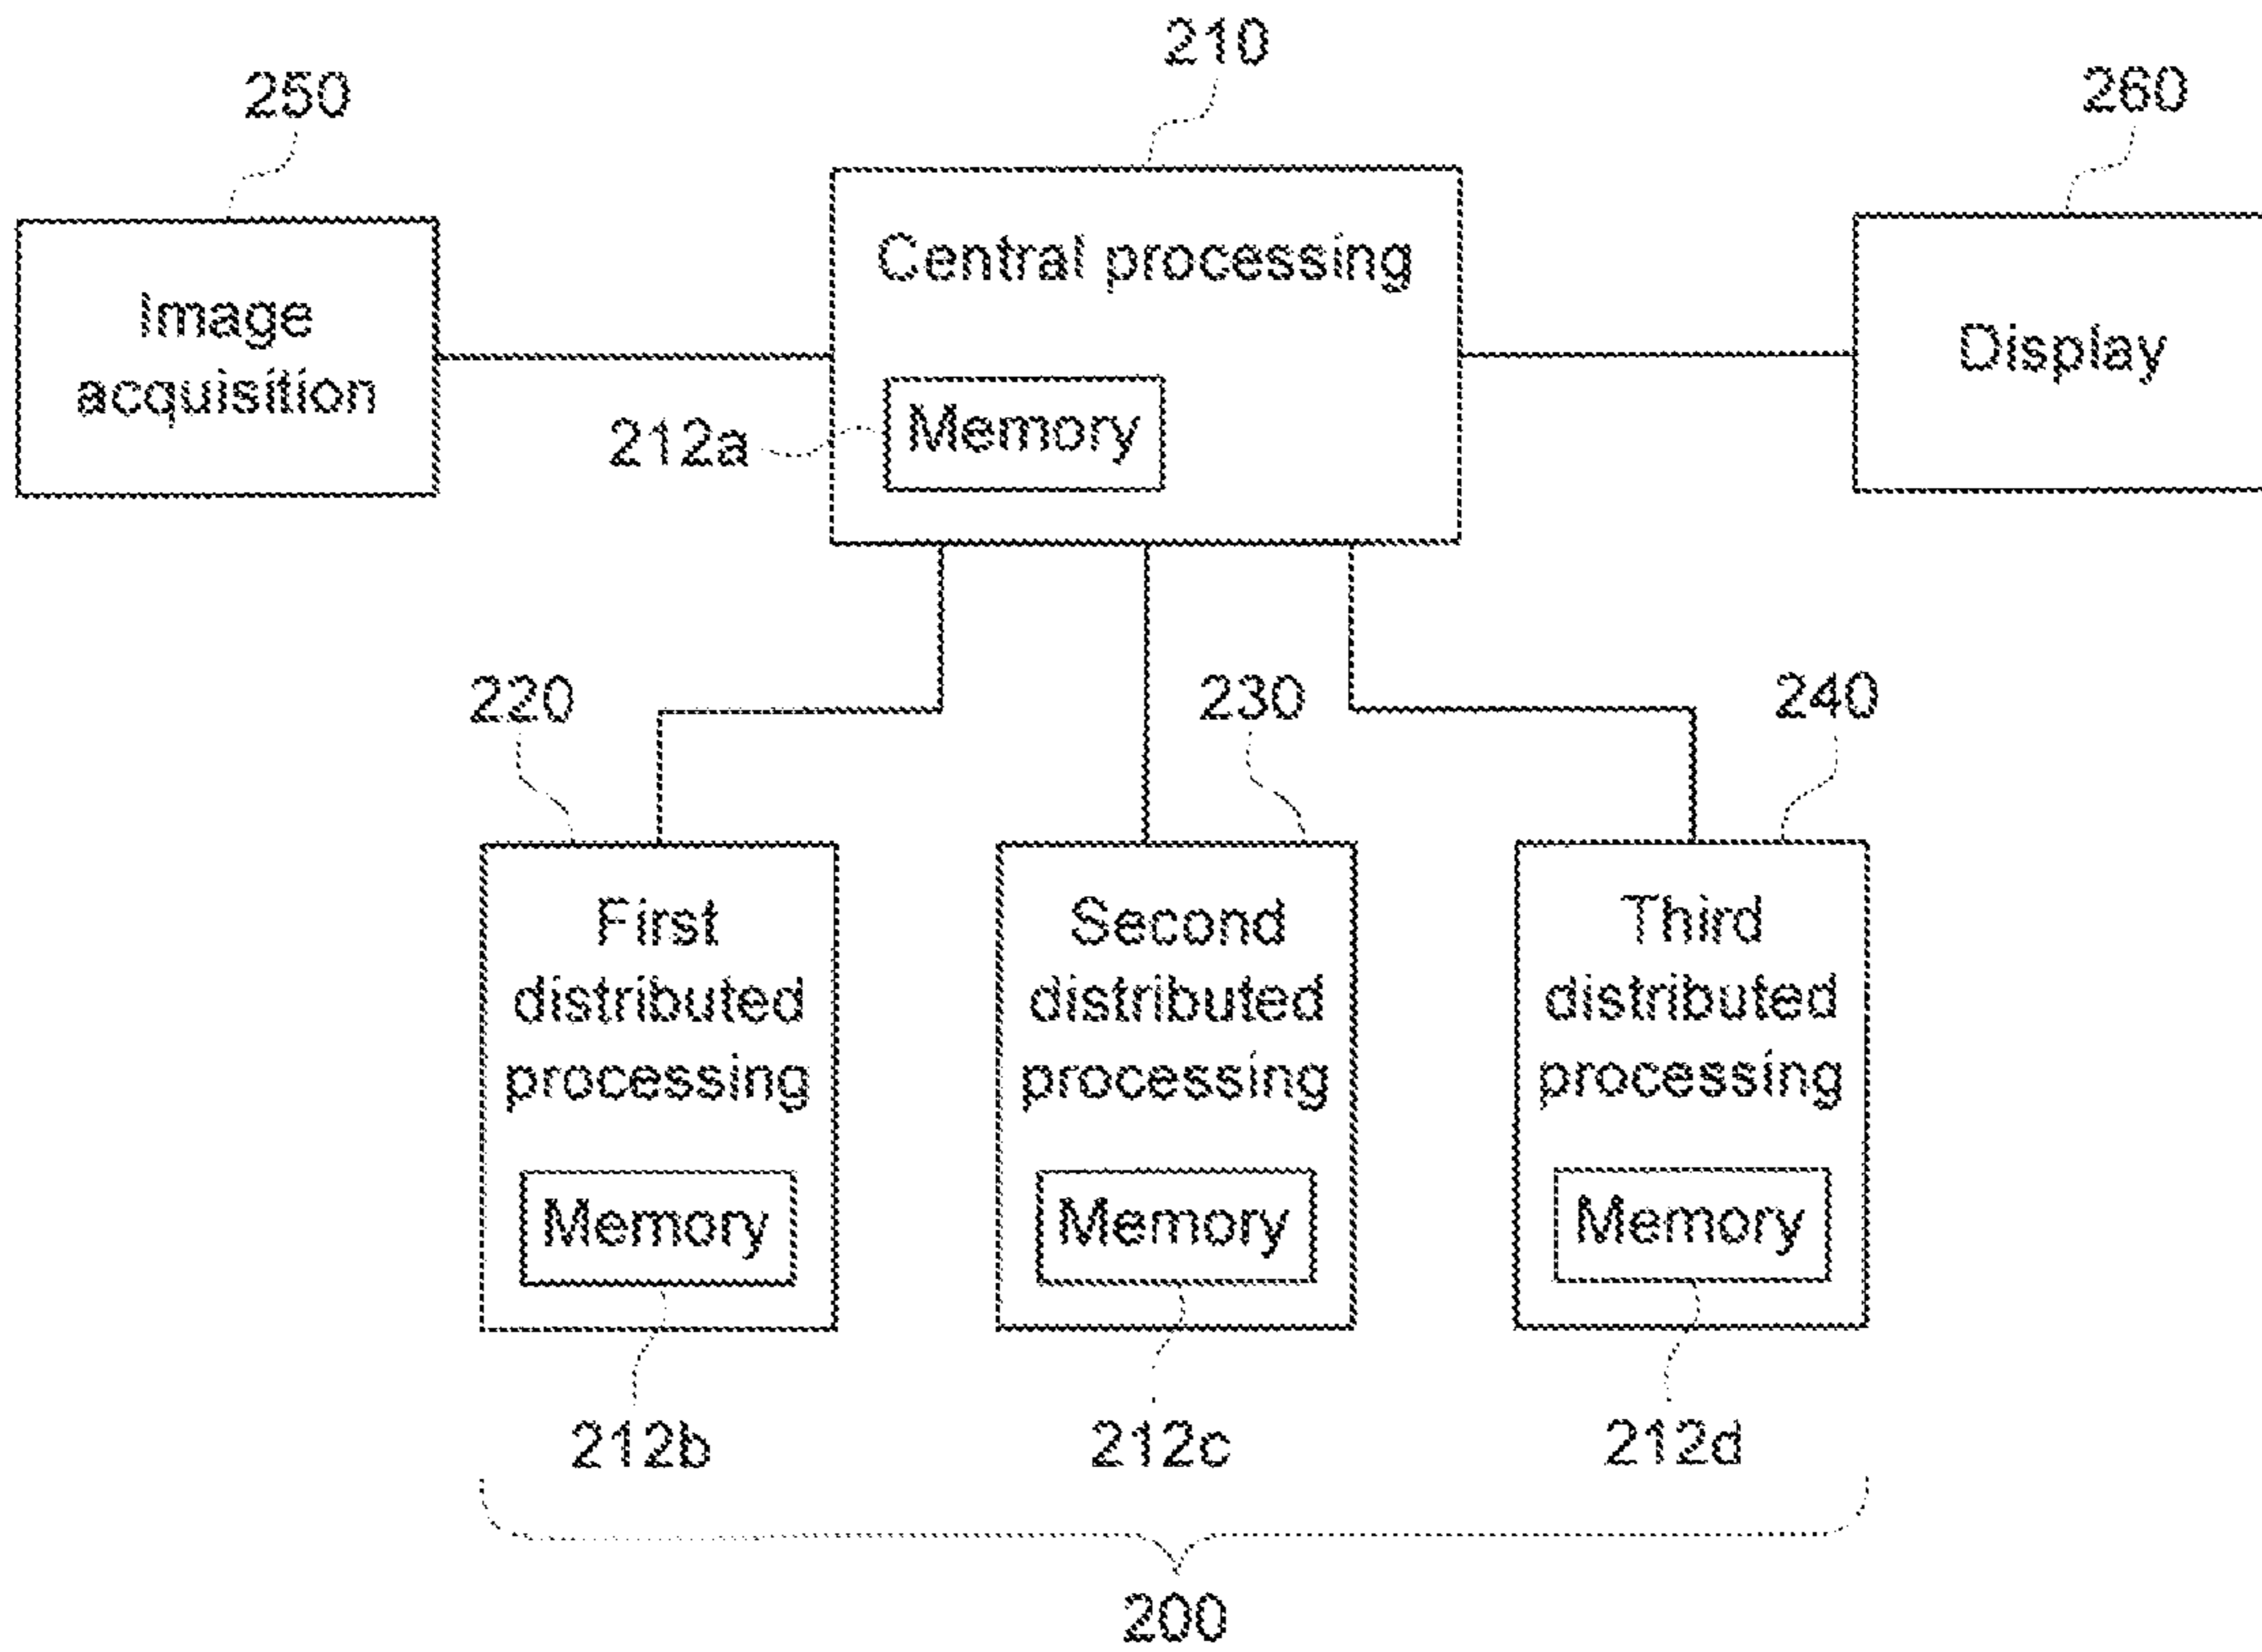 210
250
260
Central processing
Image
acquisition
Display
212a
Memory
220
230
240
First
distributed
processing
Memory
Second
distributed
processing
Memory
Third
distributed
processing
Memory
212b
212c
212d
200